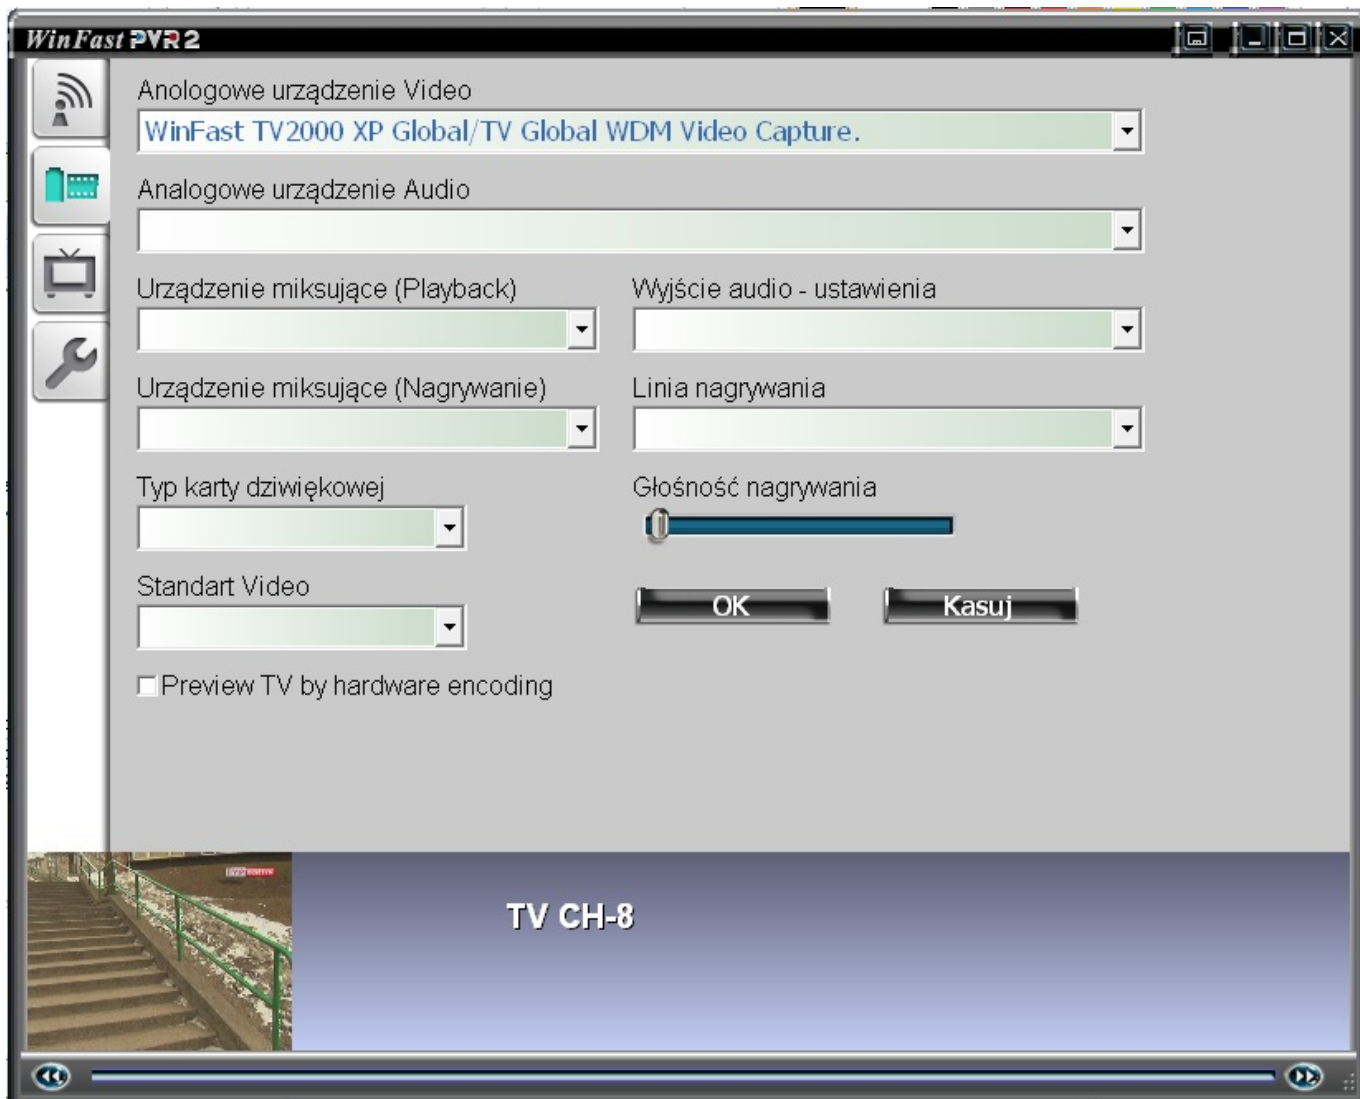 WinFast PVR2
Anologowe urządzenie Video
WinFast TV2000 XP Global/TV Global WDM Video Capture.
Analogowe urządzenie Audio
Urządzenie miksujące (Playback)
Wyjście audio - ustawienia
Urządzenie miksujące (Nagrywanie)
Linia nagrywania
Typ karty dziwiękowej
Głośność nagrywania
Standart Video
OK
Kasuj
Preview TV by hardware encoding
TV CH-8